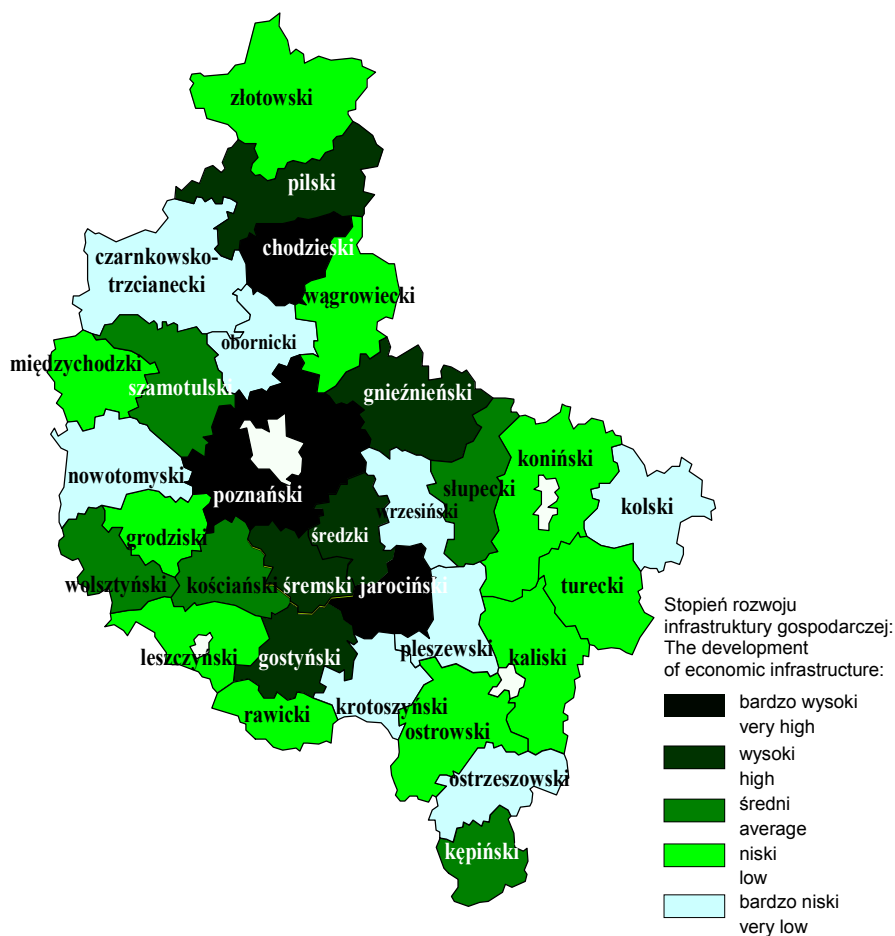 złotowski
pilski
chodzieski
czarnkowsko-
trzcianecki
wągrowiecki
obornicki
międzychodzki
szamotulski
gnieźnieński
nowotomyski
poznański
koniński
słupecki
kolski
wrzesiński
grodziski
średzki
wolsztyński
kościański
śremski
jarociński
turecki
leszczyński
gostyński
pleszewski
kaliski
rawicki
krotoszyński
ostrowski
ostrzeszowski
kępiński
Stopień rozwoju
infrastruktury gospodarczej:
The development
of economic infrastructure:
bardzo wysoki
very high
wysoki
high
średni
average
niski
low
bardzo niski
very low